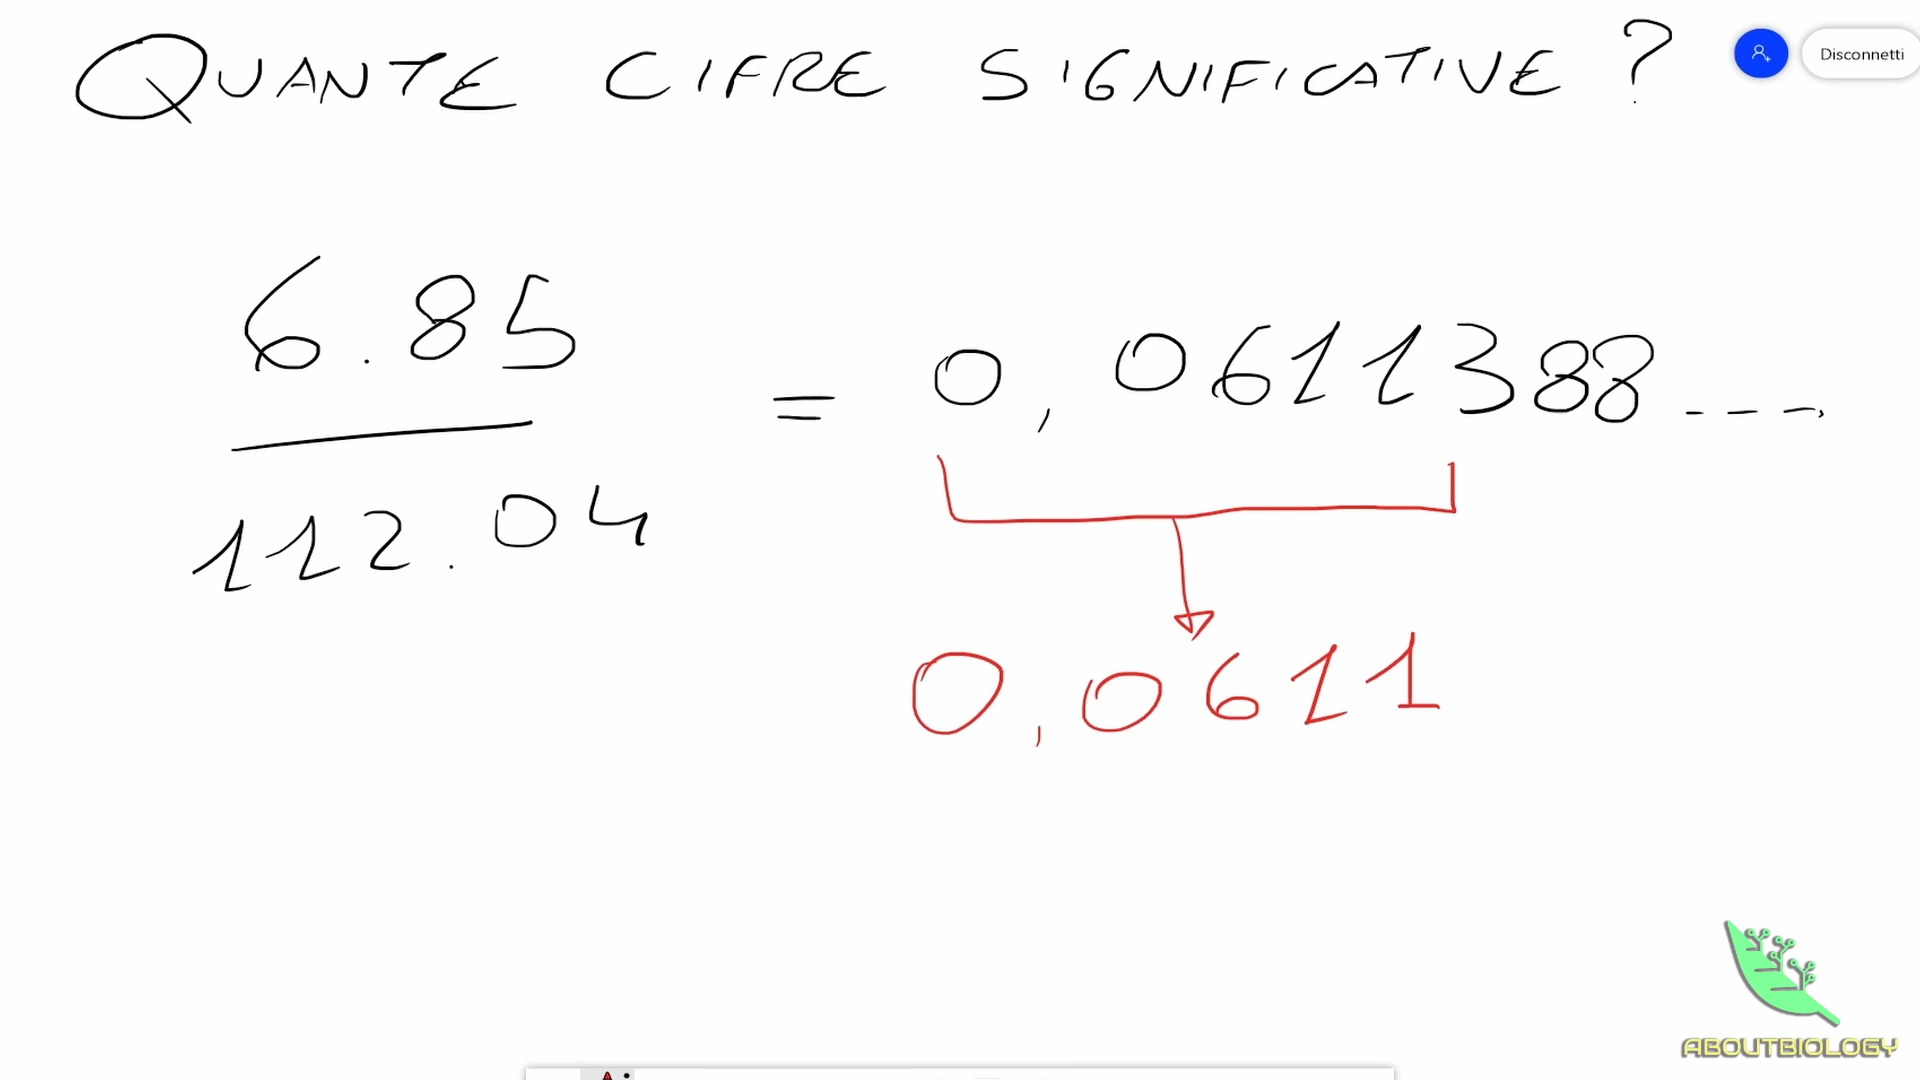 QUANTE CIFRE SIGNIFICATIVE ?
Disconnetti
6.85
112.04
= 0,0611388----
0,0611
ABOUTBIOLOGY